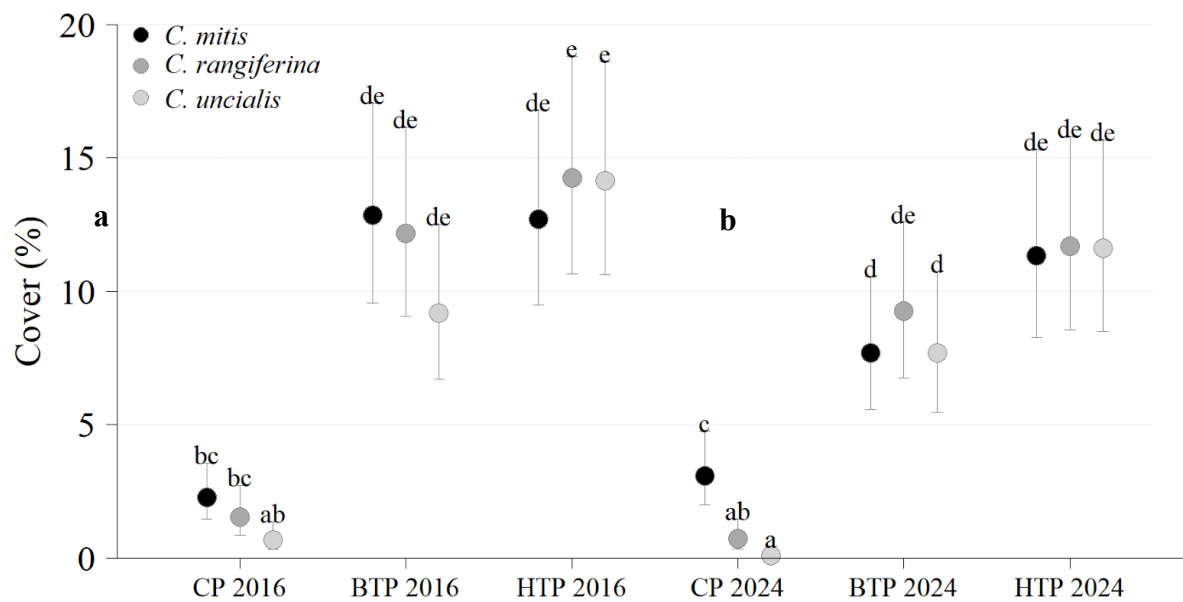 20
15
10
5
0
Cover (%)
C. mitis
C. rangiferina
C. uncialis
a
b
bc
bc
ab
de
de
de
de
e
e
c
ab
a
d
de
d
de
de
de
CP 2016
BTP 2016
HTP 2016
CP 2024
BTP 2024
HTP 2024